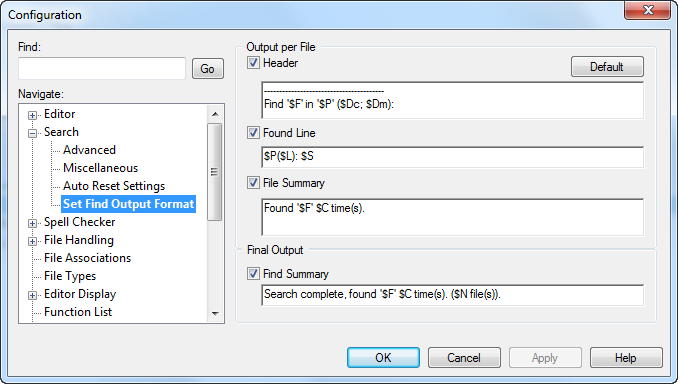 Configuration
Find:
Go
Navigate:
Editor
Search
Advanced
Miscellaneous
Auto Reset Settings
Set Find Output Format
Spell Checker
File Handling
File Associations
File Types
Editor Display
Function List
Output per File
Header
Default
----------------------------------------
Find '$F' in '$P' ($Dc; $Dm):
Found Line
$P($L): $S
File Summary
Found '$F' $C time(s).
Final Output
Find Summary
Search complete, found '$F' $C time(s). ($N file(s)).
OK
Cancel
Apply
Help